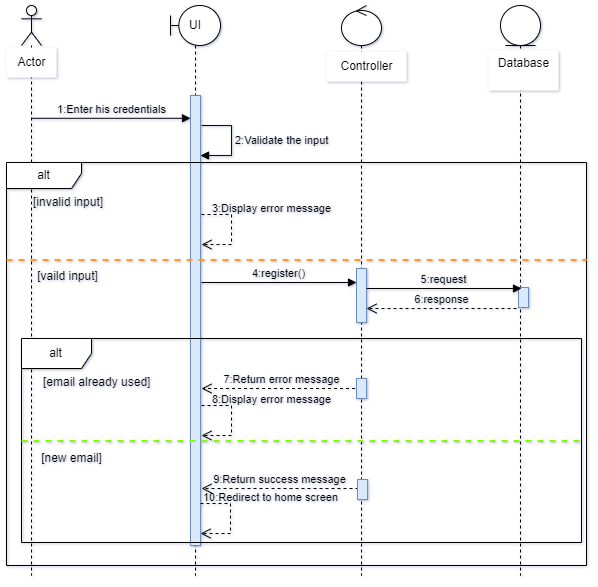 UI
Actor
Controller
Database
1:Enter his credentials
2:Validate the input
alt
[invalid input]
3:Display error message
[vaild input]
4:register()
5:request
6:response
alt
[email already used]
7:Return error message
8:Display error message
[new email]
9:Return success message
10:Redirect to home screen